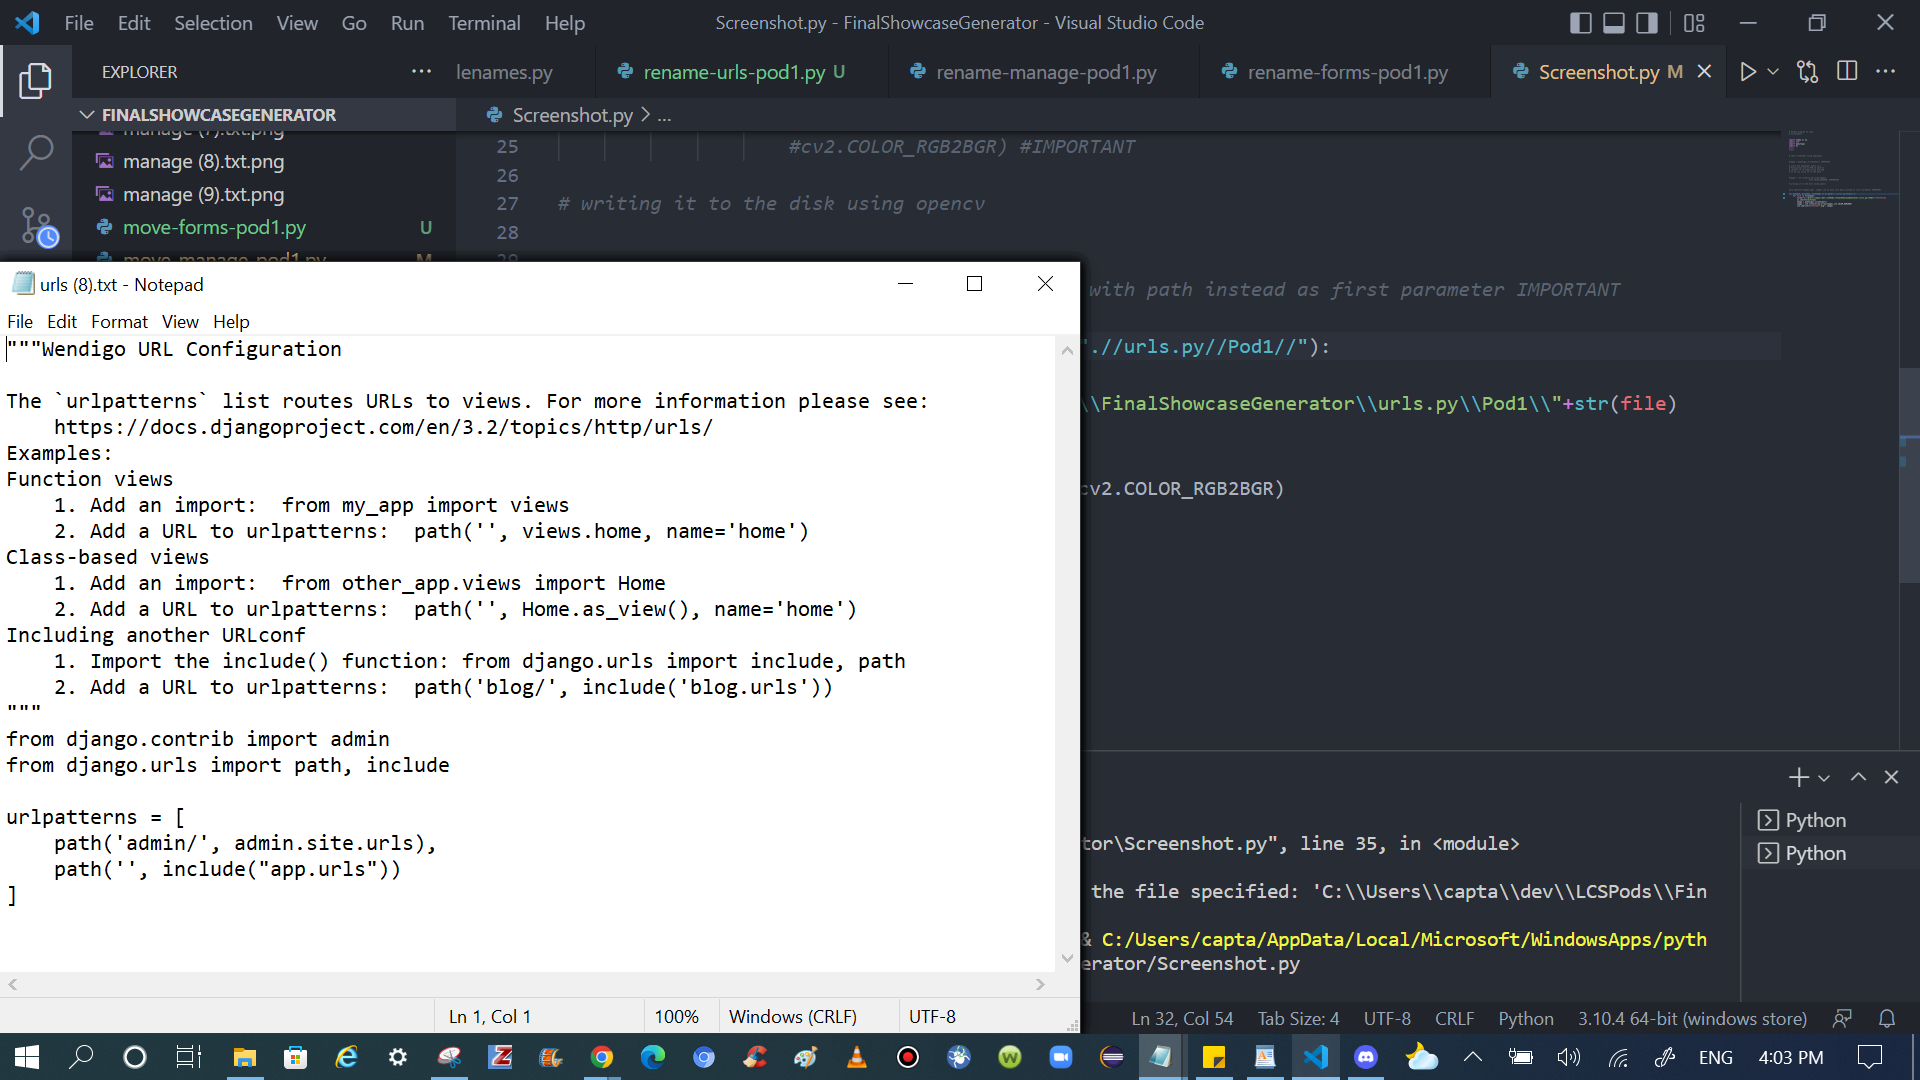 File Edit Selection View Go Run Terminal Help
Screenshot.py - FinalShowcaseGenerator - Visual Studio Code
EXPLORER
lenames.py
rename-urls-pod1.py U
rename-manage-pod1.py
rename-forms-pod1.py
Screenshot.py M
FINALSHOWCASEGENERATOR
Screenshot.py > ...
manage (7).txt.png
manage (8).txt.png
manage (9).txt.png
move-forms-pod1.py U
move-manage-pod1.py M
25 #cv2.COLOR_RGB2BGR) #IMPORTANT
26
27 # writing it to the disk using opencv
28
29
with path instead as first parameter IMPORTANT
".//urls.py//Pod1//"):
\\FinalShowcaseGenerator\\urls.py\\Pod1\\"+str(file)
cv2.COLOR_RGB2BGR)
urls (8).txt - Notepad
File Edit Format View Help
"""Wendigo URL Configuration
The `urlpatterns` list routes URLs to views. For more information please see:
https://docs.djangoproject.com/en/3.2/topics/http/urls/
Examples:
Function views
1. Add an import:  from my_app import views
2. Add a URL to urlpatterns:  path('', views.home, name='home')
Class-based views
1. Add an import:  from other_app.views import Home
2. Add a URL to urlpatterns:  path('', Home.as_view(), name='home')
Including another URLconf
1. Import the include() function: from django.urls import include, path
2. Add a URL to urlpatterns:  path('blog/', include('blog.urls'))
"""
from django.contrib import admin
from django.urls import path, include
urlpatterns = [
path('admin/', admin.site.urls),
path('', include("app.urls"))
]
Ln 1, Col 1
100%
Windows (CRLF)
UTF-8
tor\Screenshot.py", line 35, in <module>
the file specified: 'C:\\Users\\capta\\dev\\LCSPods\\Fin
& C:/Users/capta/AppData/Local/Microsoft/WindowsApps/pyth
erator/Screenshot.py
Python
Python
Ln 32, Col 54
Tab Size: 4
UTF-8
CRLF
Python
3.10.4 64-bit (windows store)
ENG
4:03 PM